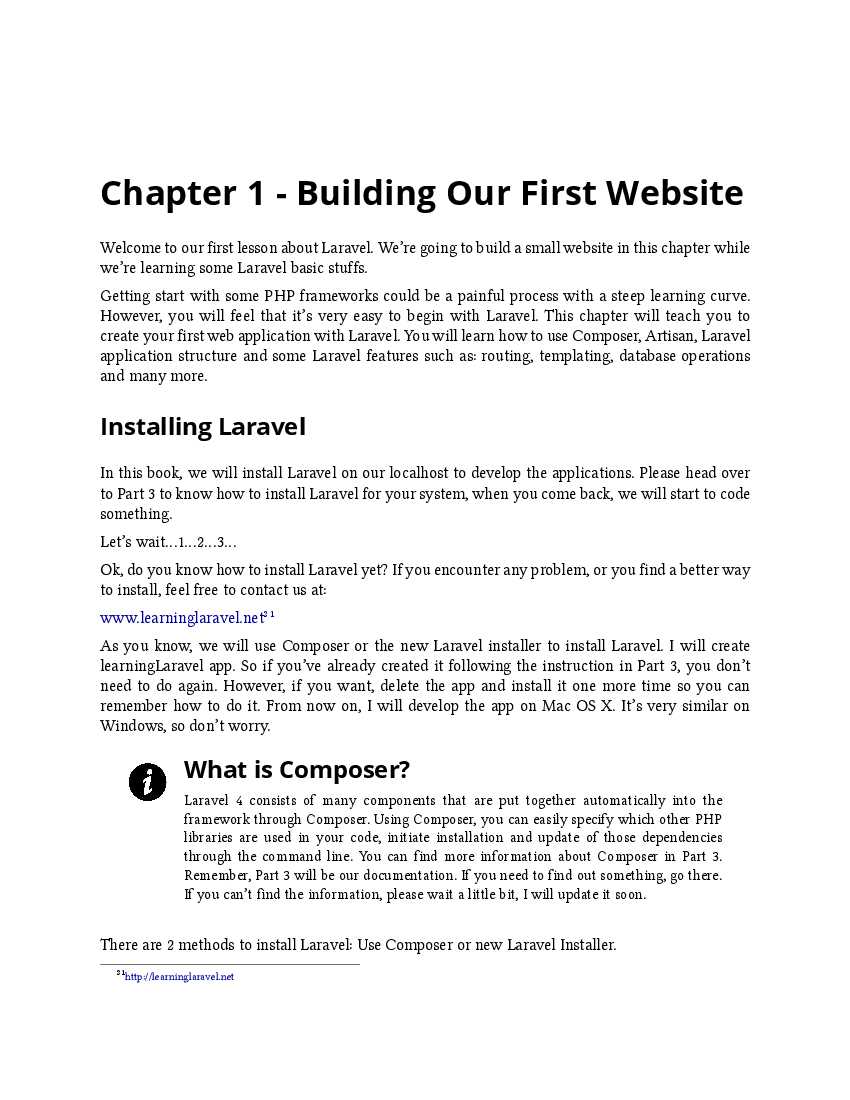 Chapter 1 - Building Our First Website
Welcome to our first lesson about Laravel. We’re going to build a small website in this chapter while
we’re learning some Laravel basic stuffs.
Getting start with some PHP frameworks could be a painful process with a steep learning curve.
However, you will feel that it’s very easy to begin with Laravel. This chapter will teach you to
create your first web application with Laravel. You will learn how to use Composer, Artisan, Laravel
application structure and some Laravel features such as: routing, templating, database operations
and many more.
Installing Laravel
In this book, we will install Laravel on our localhost to develop the applications. Please head over
to Part 3 to know how to install Laravel for your system, when you come back, we will start to code
something.
Let’s wait…1…2…3…
Ok, do you know how to install Laravel yet? If you encounter any problem, or you find a better way
to install, feel free to contact us at:
www.learninglaravel.net³¹
As you know, we will use Composer or the new Laravel installer to install Laravel. I will create
learningLaravel app. So if you’ve already created it following the instruction in Part 3, you don’t
need to do again. However, if you want, delete the app and install it one more time so you can
remember how to do it. From now on, I will develop the app on Mac OS X. It’s very similar on
Windows, so don’t worry.
What is Composer?
Laravel 4 consists of many components that are put together automatically into the
framework through Composer. Using Composer, you can easily specify which other PHP
libraries are used in your code, initiate installation and update of those dependencies
through the command line. You can find more information about Composer in Part 3.
Remember, Part 3 will be our documentation. If you need to find out something, go there.
If you can’t find the information, please wait a little bit, I will update it soon.
There are 2 methods to install Laravel: Use Composer or new Laravel Installer.
³¹http://learninglaravel.net